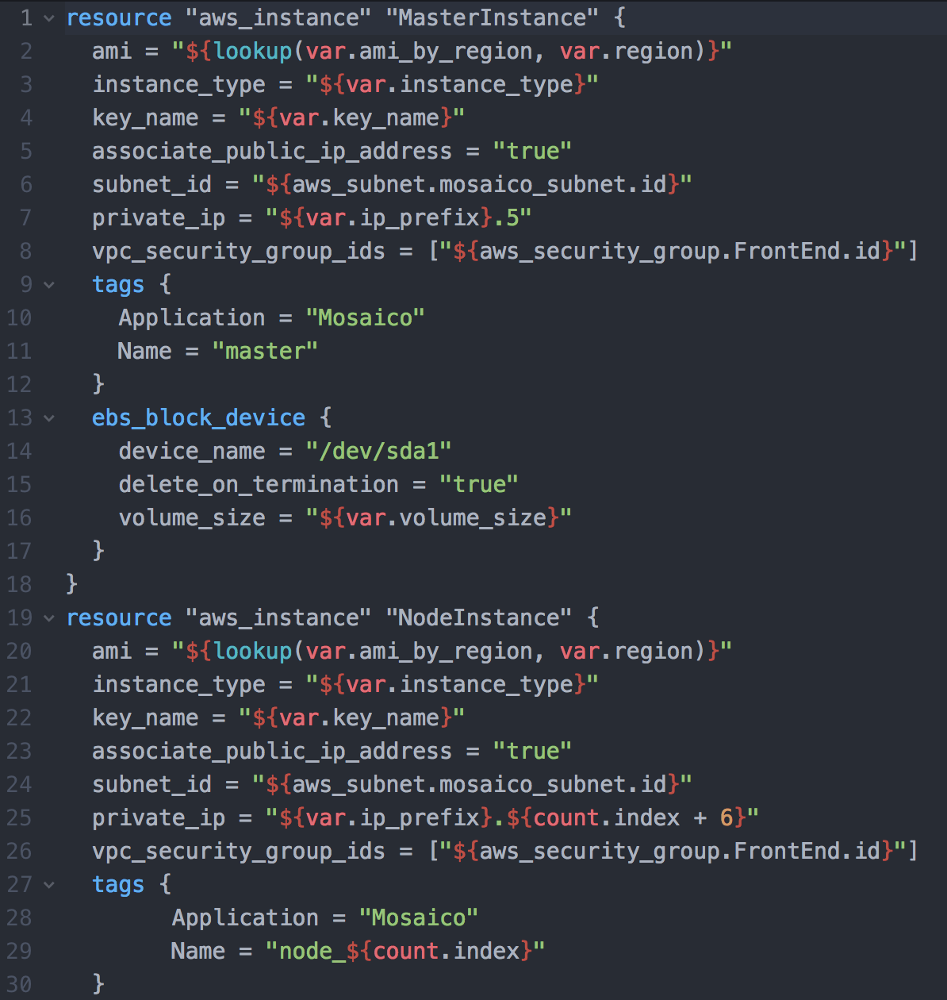 1 resource "aws_instance" "MasterInstance" {
2 ami = "${lookup(var.ami_by_region, var.region)}"
3 instance_type = "${var.instance_type}"
4 key_name = "${var.key_name}"
5 associate_public_ip_address = "true"
6 subnet_id = "${aws_subnet.mosaico_subnet.id}"
7 private_ip = "${var.ip_prefix}.5"
8 vpc_security_group_ids = ["${aws_security_group.FrontEnd.id}"]
9 tags {
10 Application = "Mosaico"
11 Name = "master"
12 }
13 ebs_block_device {
14 device_name = "/dev/sda1"
15 delete_on_termination = "true"
16 volume_size = "${var.volume_size}"
17 }
18 }
19 resource "aws_instance" "NodeInstance" {
20 ami = "${lookup(var.ami_by_region, var.region)}"
21 instance_type = "${var.instance_type}"
22 key_name = "${var.key_name}"
23 associate_public_ip_address = "true"
24 subnet_id = "${aws_subnet.mosaico_subnet.id}"
25 private_ip = "${var.ip_prefix}.${count.index + 6}"
26 vpc_security_group_ids = ["${aws_security_group.FrontEnd.id}"]
27 tags {
28 Application = "Mosaico"
29 Name = "node_${count.index}"
30 }